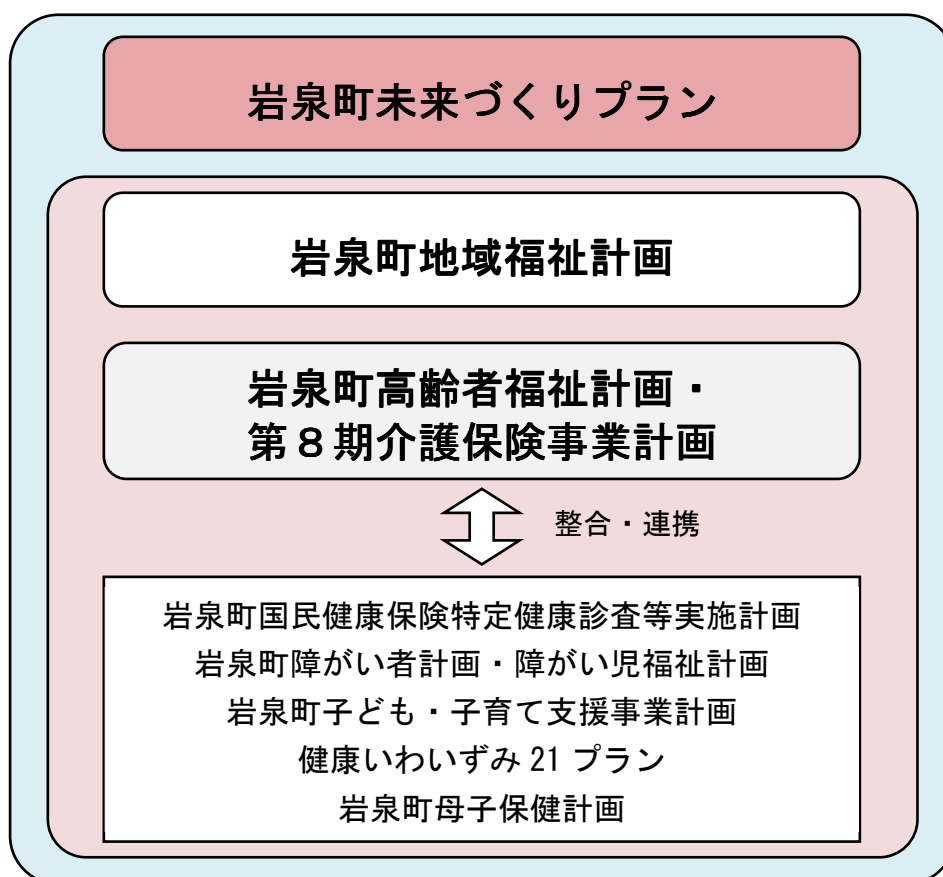 岩泉町未来づくりプラン
岩泉町地域福祉計画
岩泉町高齢者福祉計画・
第８期介護保険事業計画
整合・連携
岩泉町国民健康保険特定健康診査等実施計画
岩泉町障がい者計画・障がい児福祉計画
岩泉町子ども・子育て支援事業計画
健康いわいずみ 21 プラン
岩泉町母子保健計画